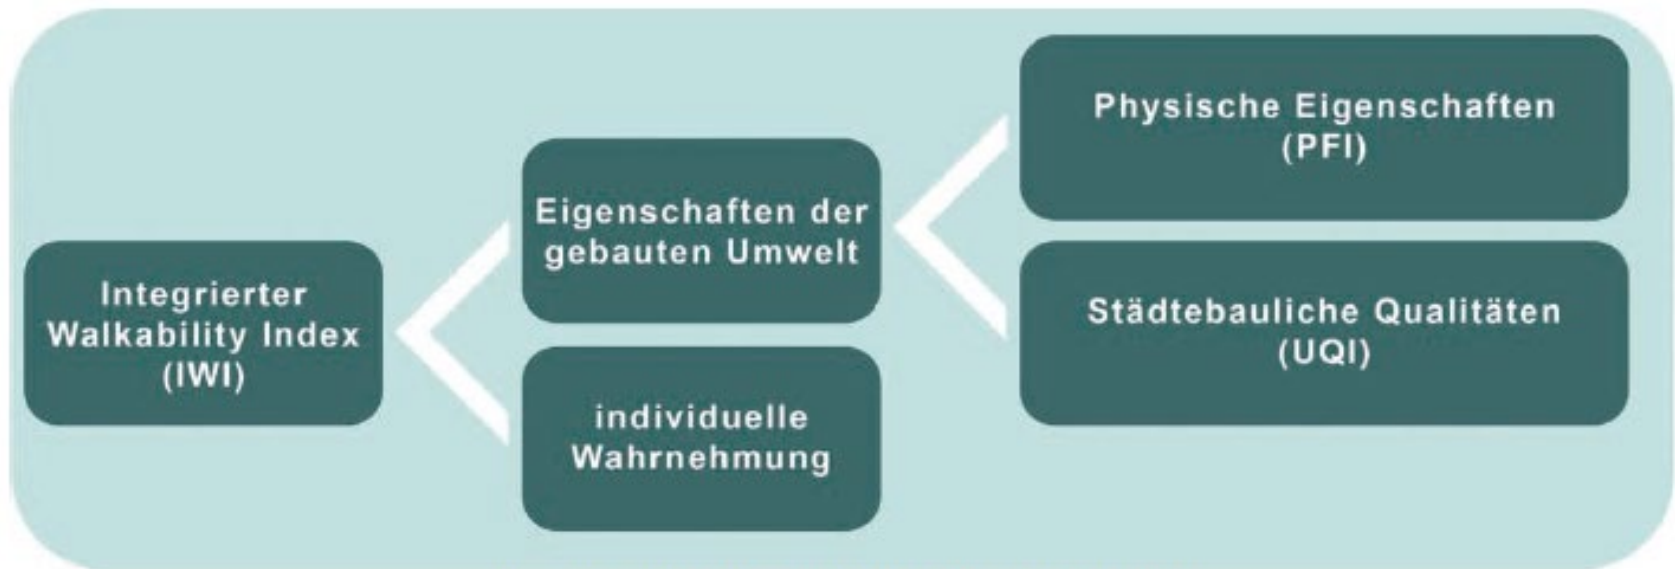 Integrierter
Walkability Index
(IWI)
Eigenschaften der
gebauten Umwelt
individuelle
Wahrnehmung
Physische Eigenschaften
(PFI)
Städtebauliche Qualitäten
(UQI)